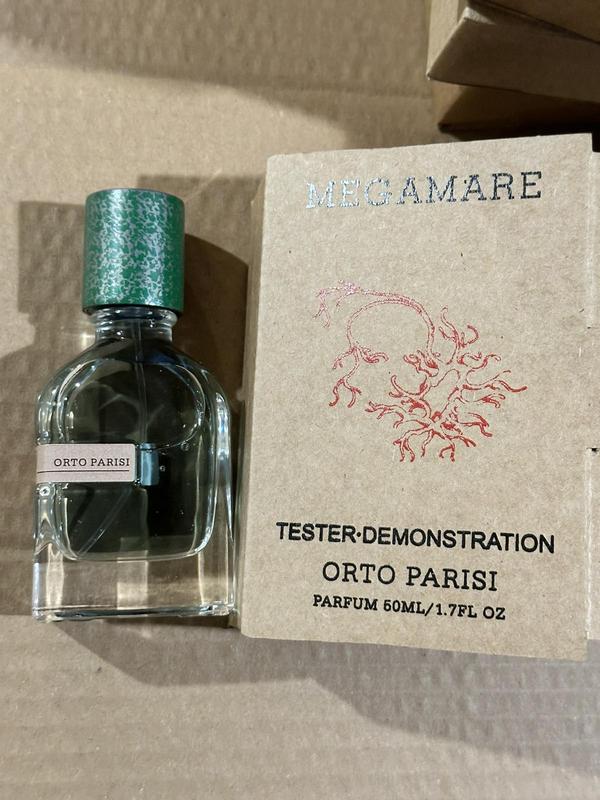 MEGAMARE
ORTO PARISI
TESTER·DEMONSTRATION
ORTO PARISI
PARFUM 50ML/1.7FL OZ